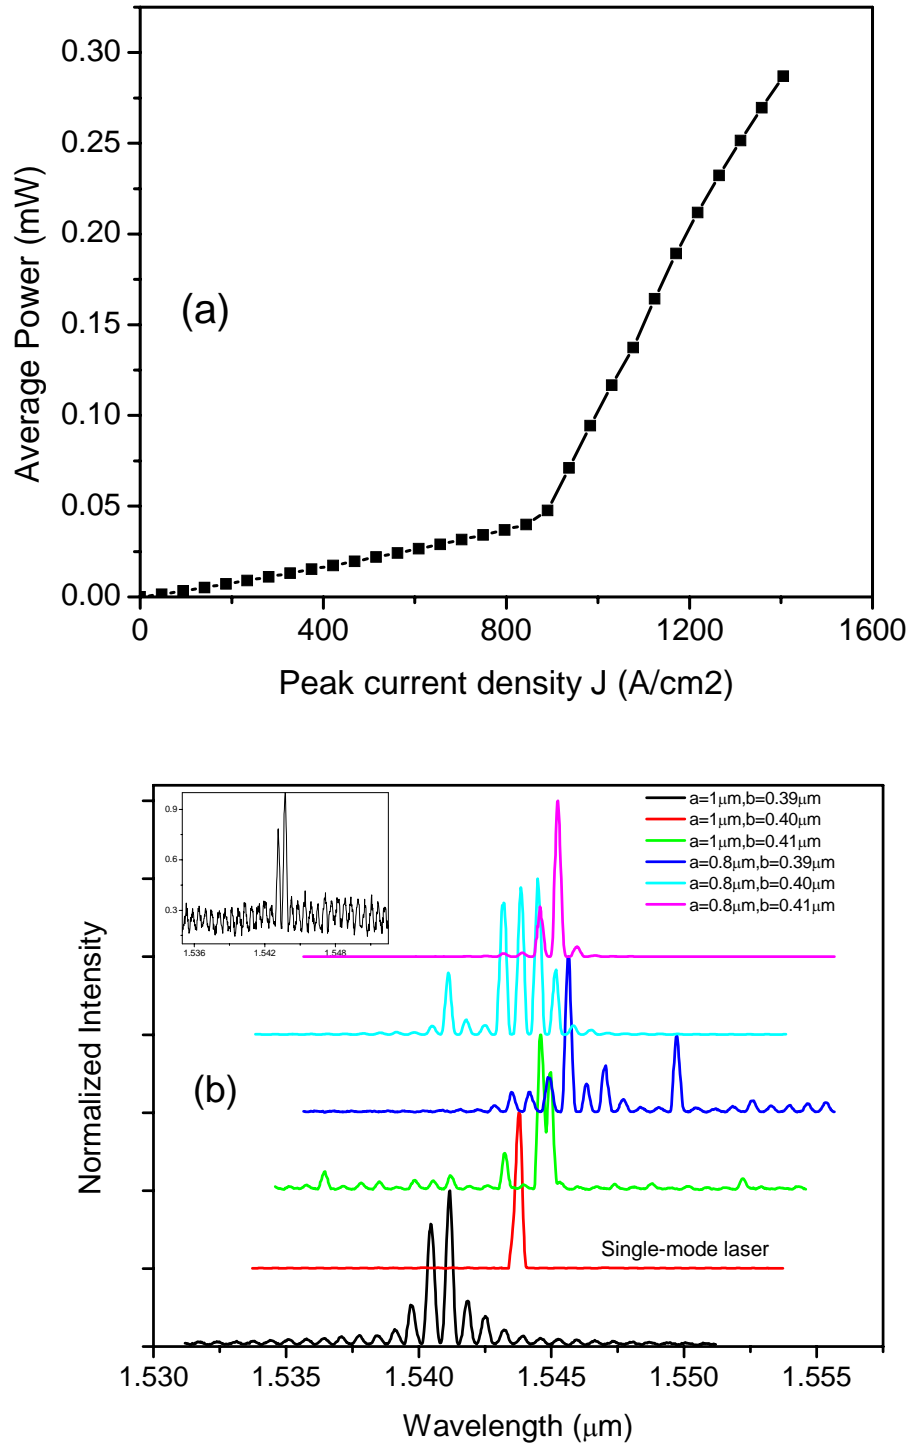 0.30
0.25
0.20
0.15
0.10
0.05
0.00
Average Power (mW)
(a)
0
400
800
1200
1600
Peak current density J (A/cm2)
0.9
0.6
0.3
1.536
1.542
1.548
a=1μm,b=0.39μm
a=1μm,b=0.40μm
a=1μm,b=0.41μm
a=0.8μm,b=0.39μm
a=0.8μm,b=0.40μm
a=0.8μm,b=0.41μm
Normalized Intensity
(b)
Single-mode laser
1.530
1.535
1.540
1.545
1.550
1.555
Wavelength (μm)